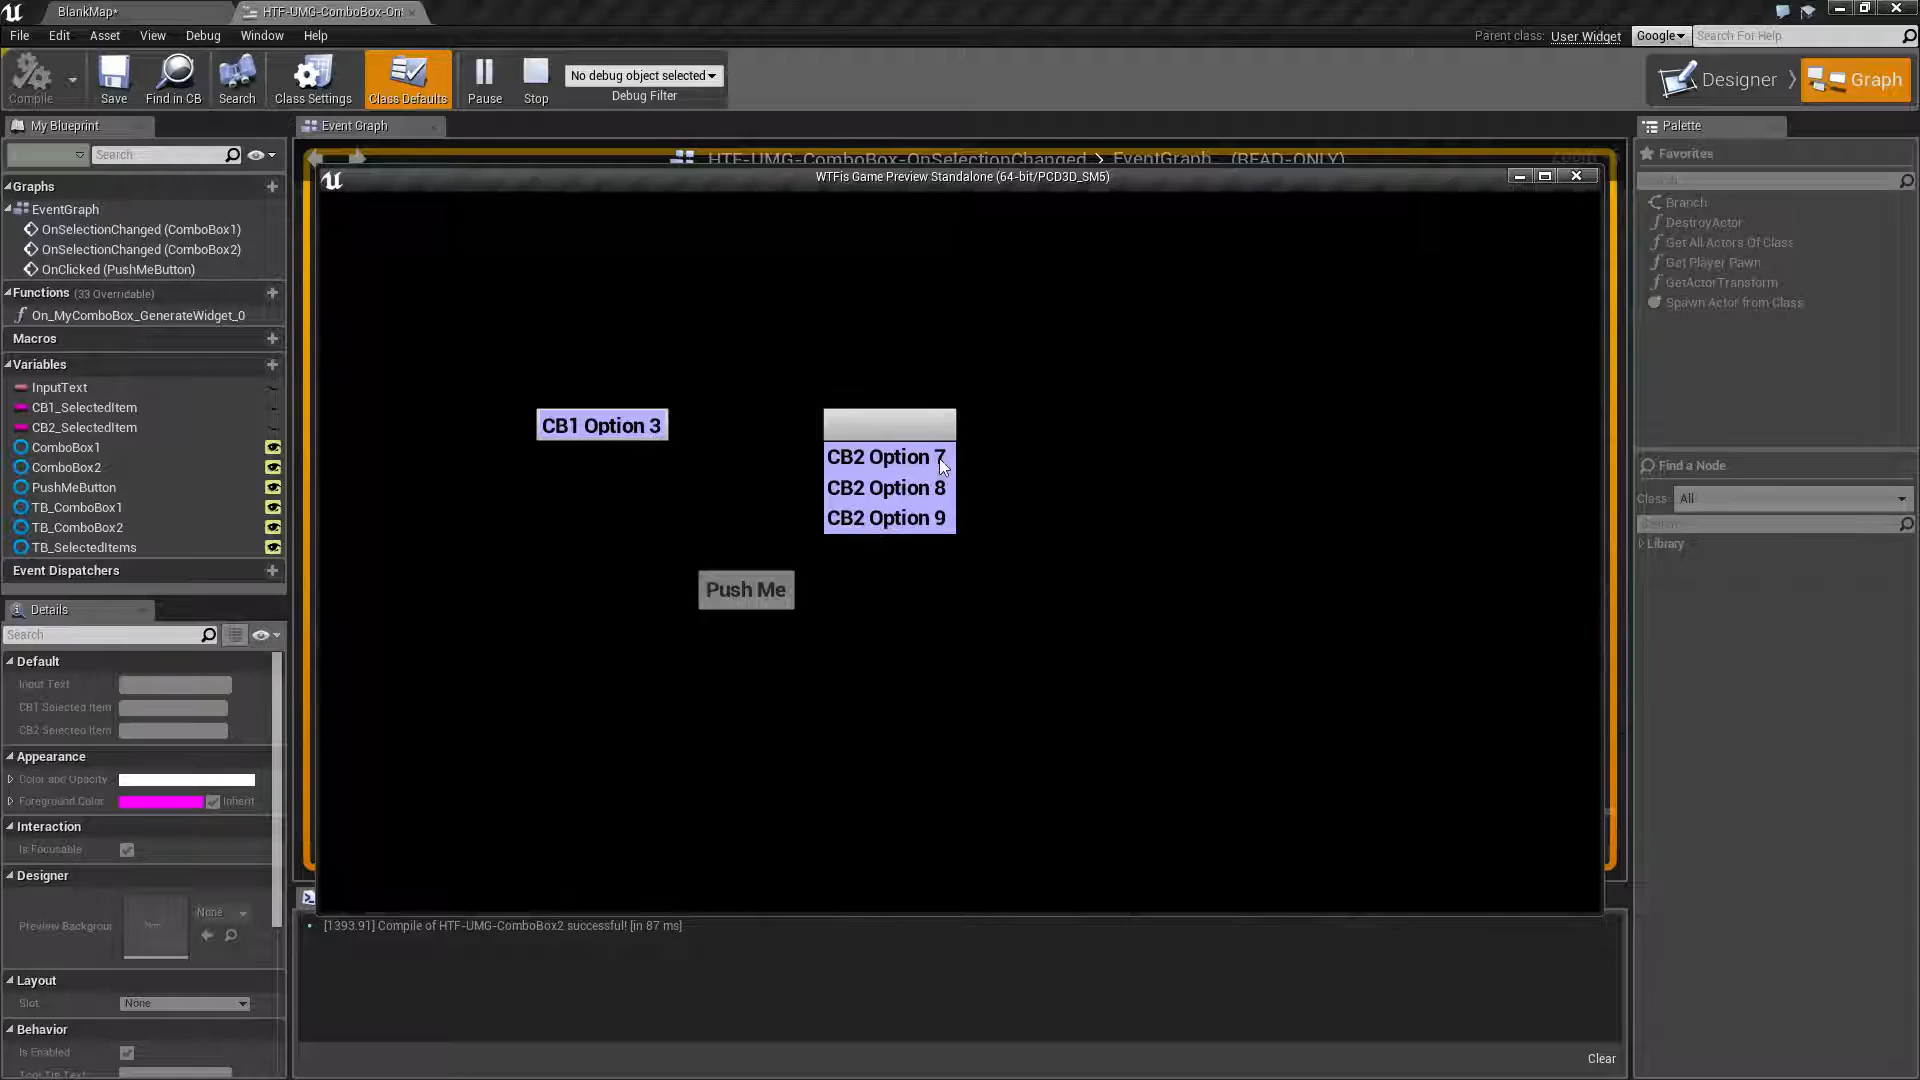 BlankMap*
HTF-UMG-ComboBox-On
File Edit Asset View Debug Window Help
Parent class: User Widget
Google
Search For Help
Compile
Save
Find in CB
Search
Class Settings
Class Defaults
Pause
Stop
No debug object selected
Debug Filter
Designer
Graph
My Blueprint
Search
Graphs
EventGraph
OnSelectionChanged (ComboBox1)
OnSelectionChanged (ComboBox2)
OnClicked (PushMeButton)
Functions (33 Overridable)
On_MyComboBox_GenerateWidget_0
Macros
Variables
InputText
CB1_SelectedItem
CB2_SelectedItem
ComboBox1
ComboBox2
PushMeButton
TB_ComboBox1
TB_ComboBox2
TB_SelectedItems
Event Dispatchers
Details
Search
Default
Input Text
CB1 Selected Item
CB2 Selected Item
Appearance
Color and Opacity
Foreground Color
Inherit
Interaction
Is Focusable
Designer
Preview Backgrour
None
Layout
Slot
None
Behavior
Is Enabled
Tool Tip Text
Event Graph
HTF-UMG-ComboBox-OnSelectionChanged > EventGraph (READ-ONLY)
WTFis Game Preview Standalone (64-bit/PCD3D_SM5)
CB1 Option 3
CB2 Option 7
CB2 Option 8
CB2 Option 9
Push Me
[1393.91] Compile of HTF-UMG-ComboBox2 successful! [in 87 ms]
Clear
Palette
Favorites
Branch
DestroyActor
Get All Actors Of Class
Get Player Pawn
GetActorTransform
Spawn Actor from Class
Find a Node
Class: All
Library